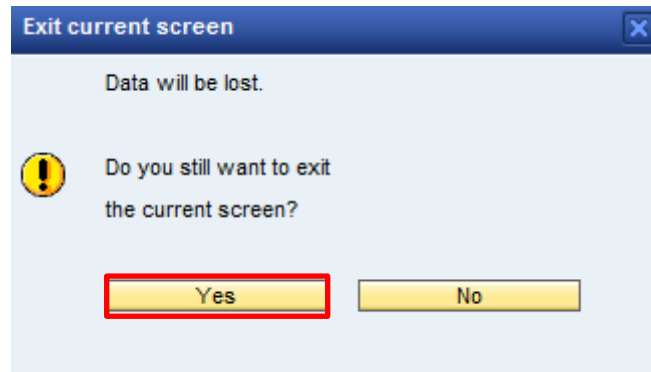 Exit current screen
Data will be lost.
Do you still want to exit
the current screen?
Yes No